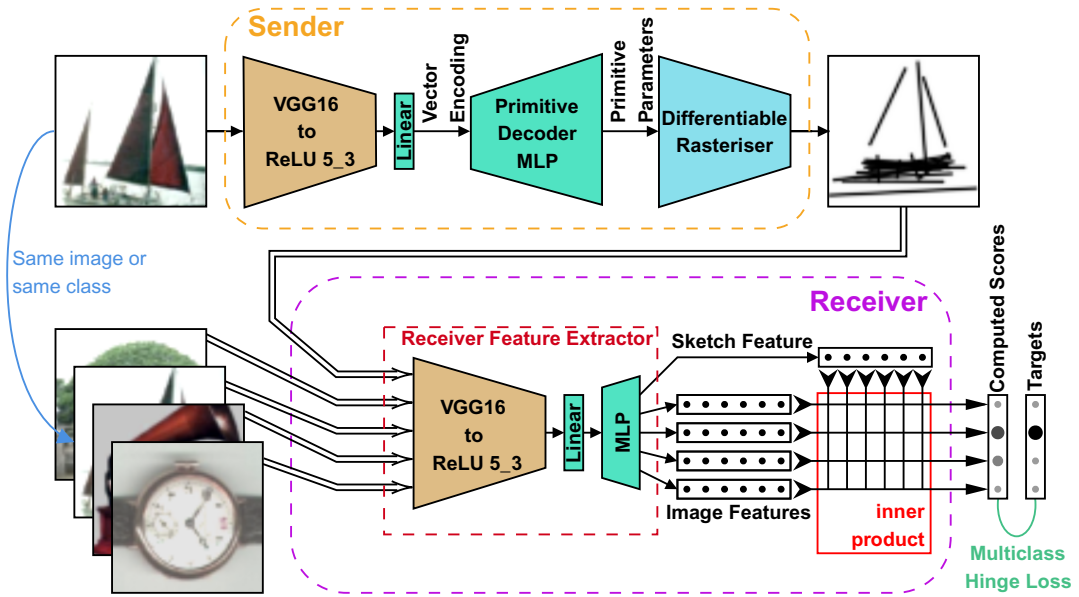 Sender
VGG16
to
ReLU 5_3
Linear
Vector
Encoding
Primitive
Decoder
MLP
Primitive
Parameters
Differentiable
Rasteriser
Same image or
same class
Receiver
Receiver Feature Extractor
VGG16
to
ReLU 5_3
Linear
MLP
Sketch Feature
Image Features
inner
product
Computed Scores
Targets
Multiclass
Hinge Loss